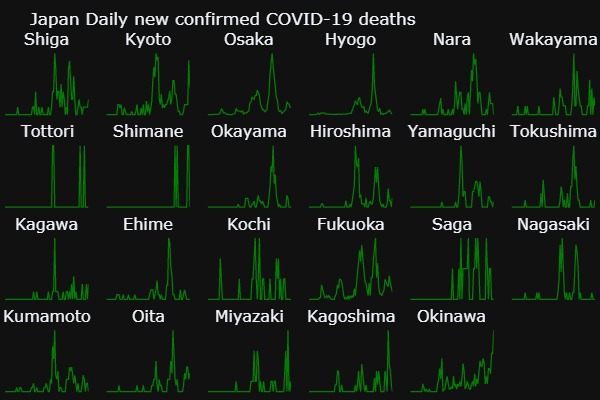 Japan Daily new confirmed COVID-19 deaths
Shiga Kyoto Osaka Hyogo Nara Wakayama
Tottori Shimane Okayama Hiroshima Yamaguchi Tokushima
Kagawa Ehime Kochi Fukuoka Saga Nagasaki
Kumamoto Oita Miyazaki Kagoshima Okinawa